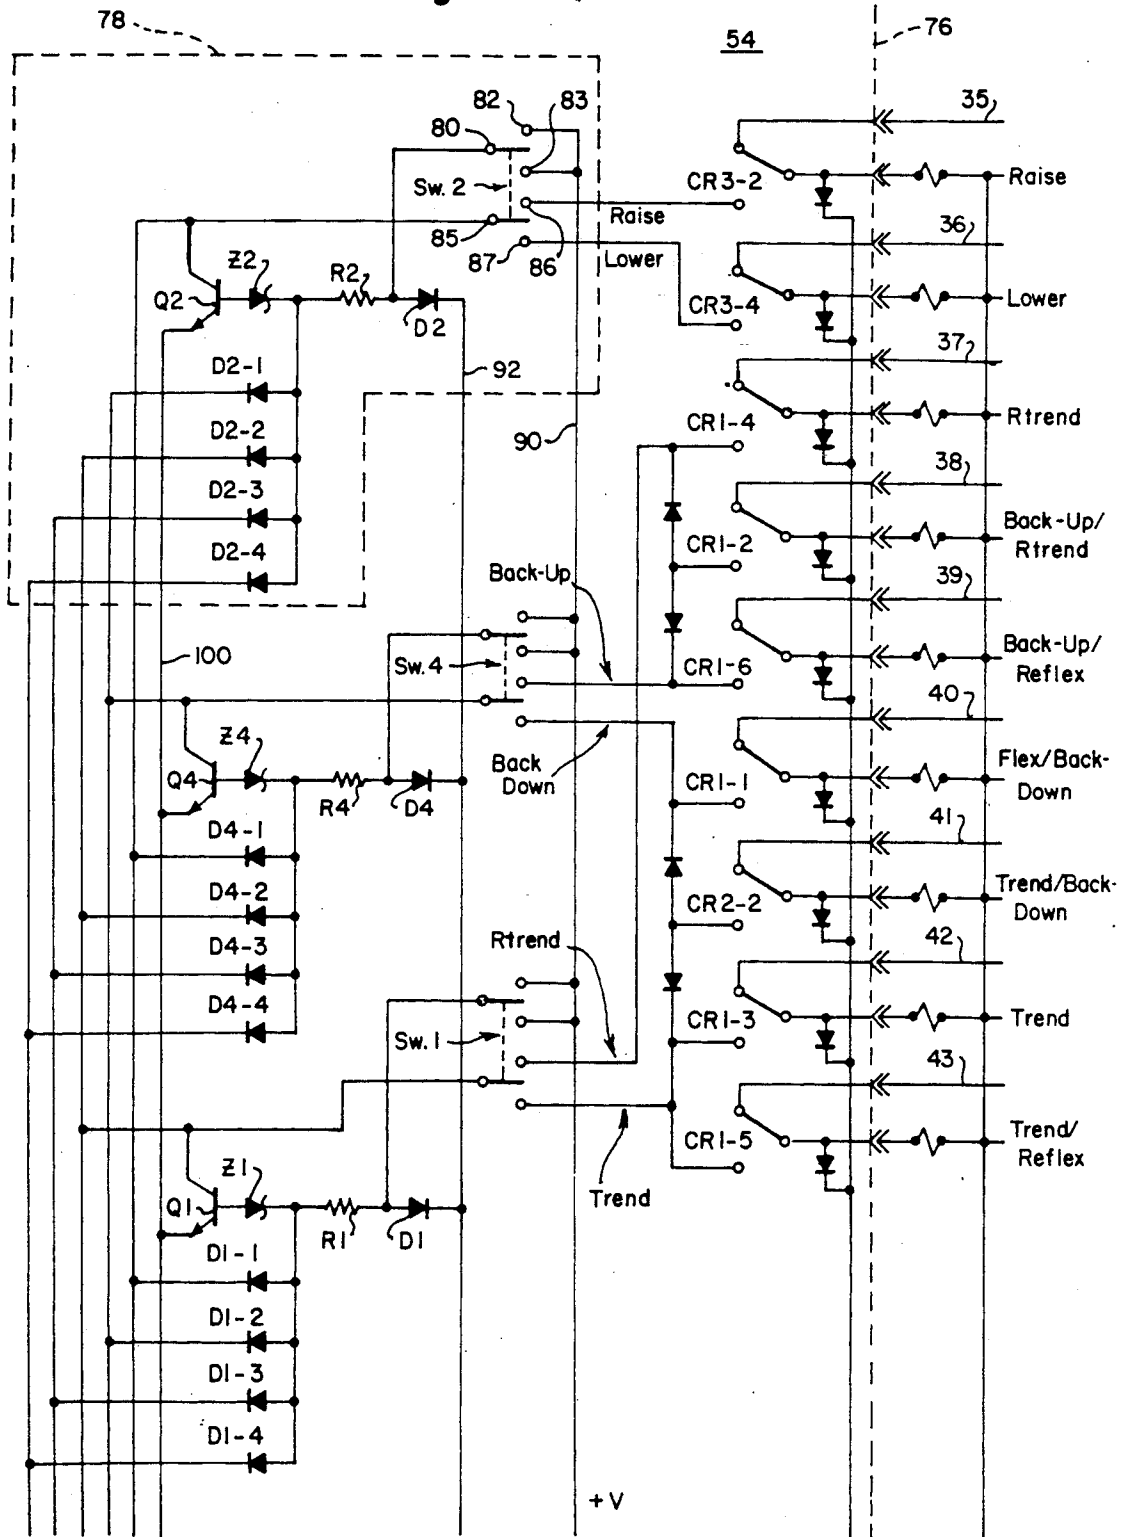 78
54
76
82
83
35
80
Sw. 2
CR3-2
Raise
Raise
36
85
87
86
Lower
Z2
R2
Q2
D2
CR3-4
Lower
37
D2-1
92
CR1-4
Rtrend
D2-2
90
38
D2-3
CR1-2
Back-Up/
Rtrend
D2-4
Back-Up
39
100
Sw. 4
CR1-6
Back-Up/
Reflex
40
Z4
Back
Down
Q4
R4
D4
CR1-1
Flex/Back-
Down
41
D4-1
D4-2
CR2-2
Trend/Back-
Down
Rtrend
42
D4-3
D4-4
CR1-3
Trend
Sw. 1
43
CR1-5
Trend/
Reflex
Z1
Trend
Q1
R1
D1
D1-1
D1-2
D1-3
D1-4
+V